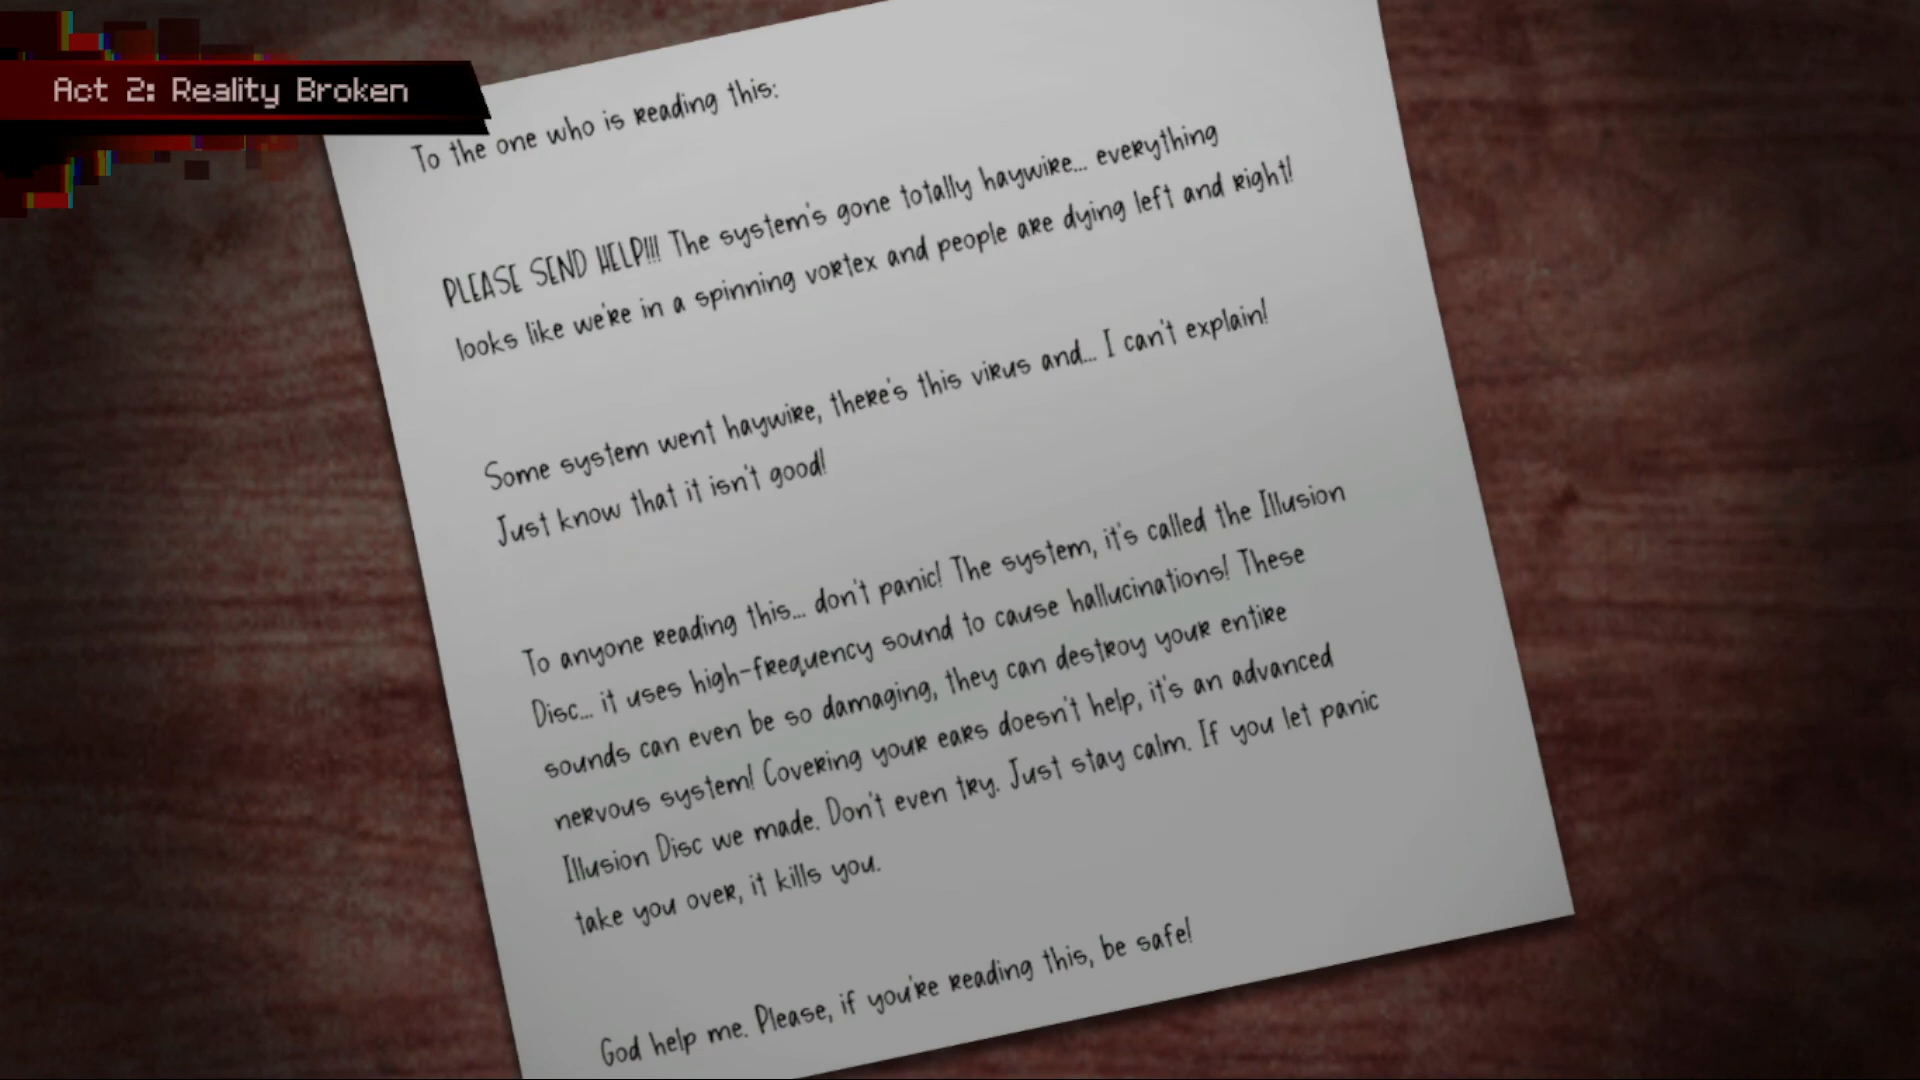 Act 2: Reality Broken
To the one who is reading this:
PLEASE SEND HELP!!! The system's gone totally haywire... everything
looks like we're in a spinning vortex and people are dying left and right!
Some system went haywire, there's this virus and... I can't explain!
Just know that it isn't good!
To anyone reading this... don't panic! The system, it's called the Illusion
Disc... it uses high-frequency sound to cause hallucinations! These
sounds can even be so damaging, they can destroy your entire
nervous system! Covering your ears doesn't help, it's an advanced
Illusion Disc we made. Don't even try. Just stay calm. If you let panic
take you over, it kills you.
God help me. Please, if you're reading this, be safe!